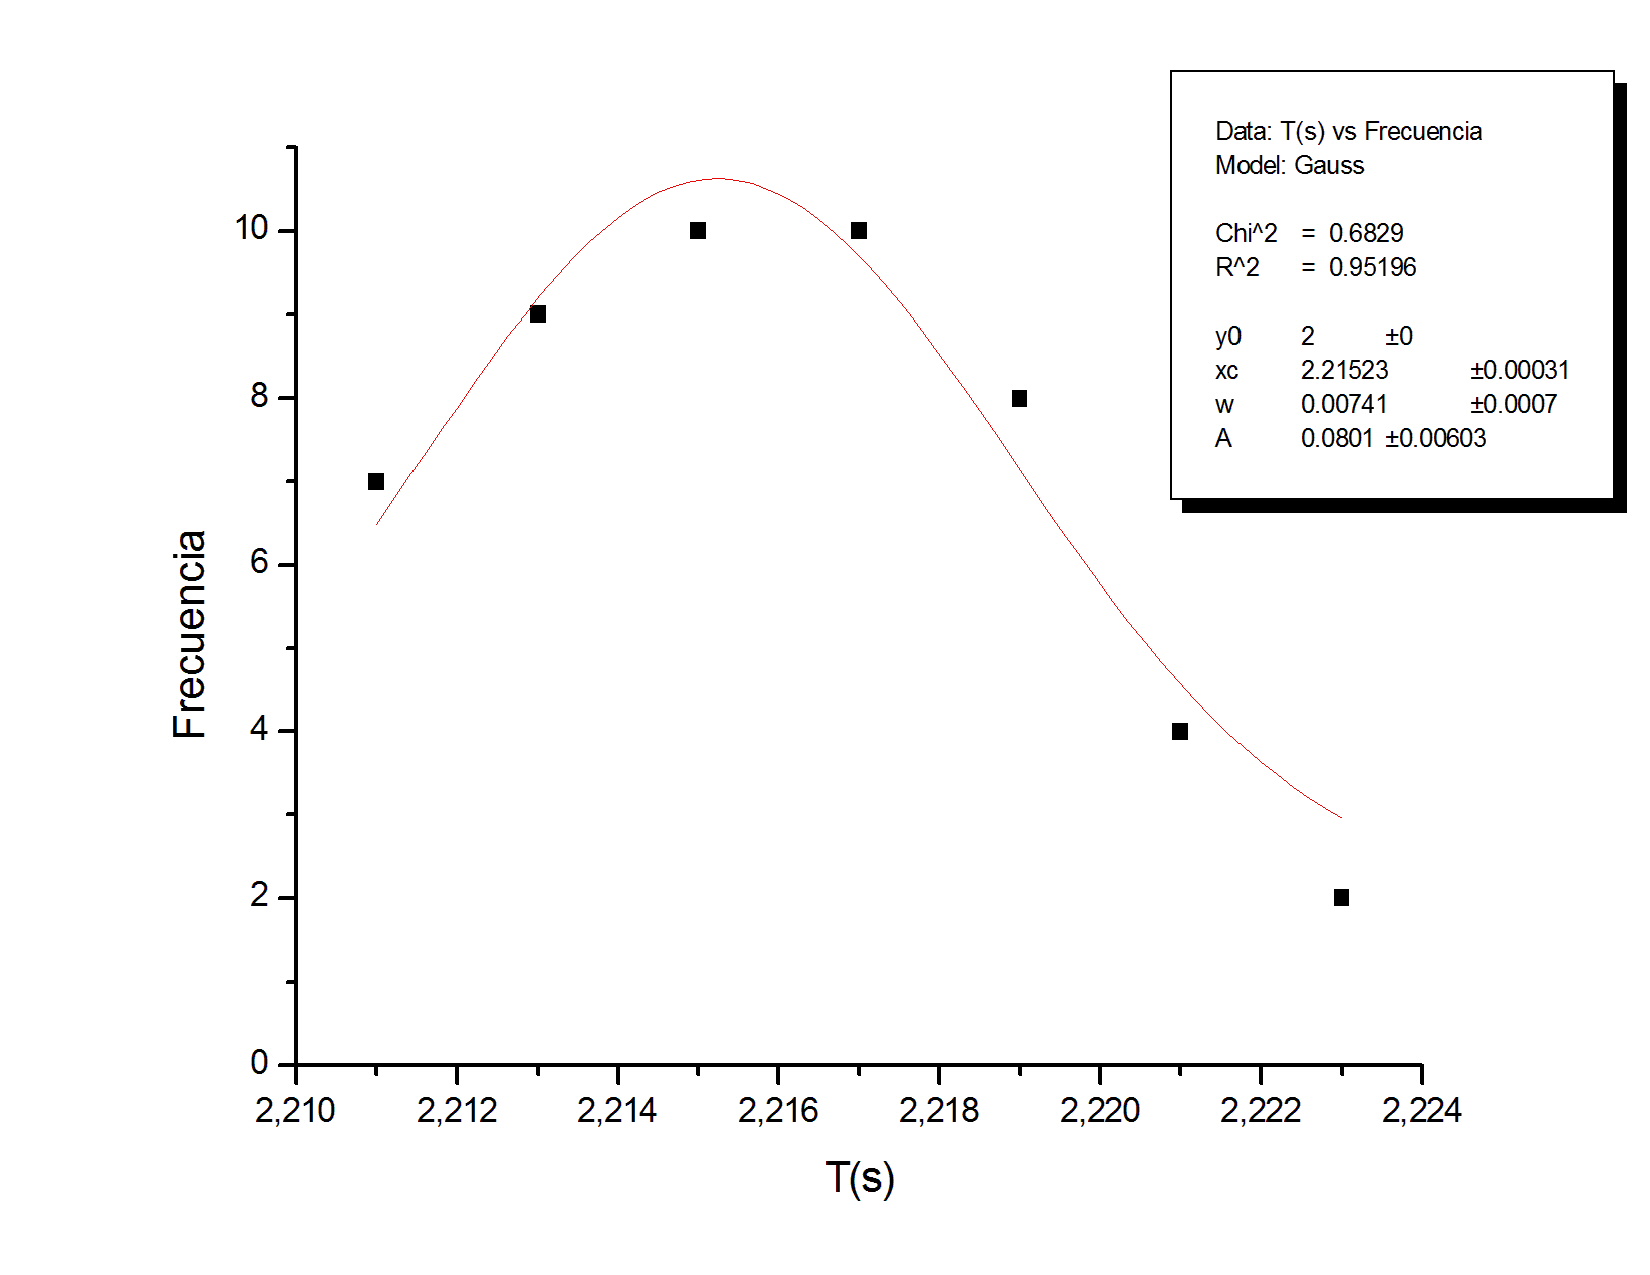 Data: T(s) vs Frecuencia
Model: Gauss
Chi^2 = 0.6829
R^2 = 0.95196
y0 2 ±0
xc 2.21523 ±0.00031
w 0.00741 ±0.0007
A 0.0801 ±0.00603
10
8
6
4
2
0
Frecuencia
2,210 2,212 2,214 2,216 2,218 2,220 2,222 2,224
T(s)